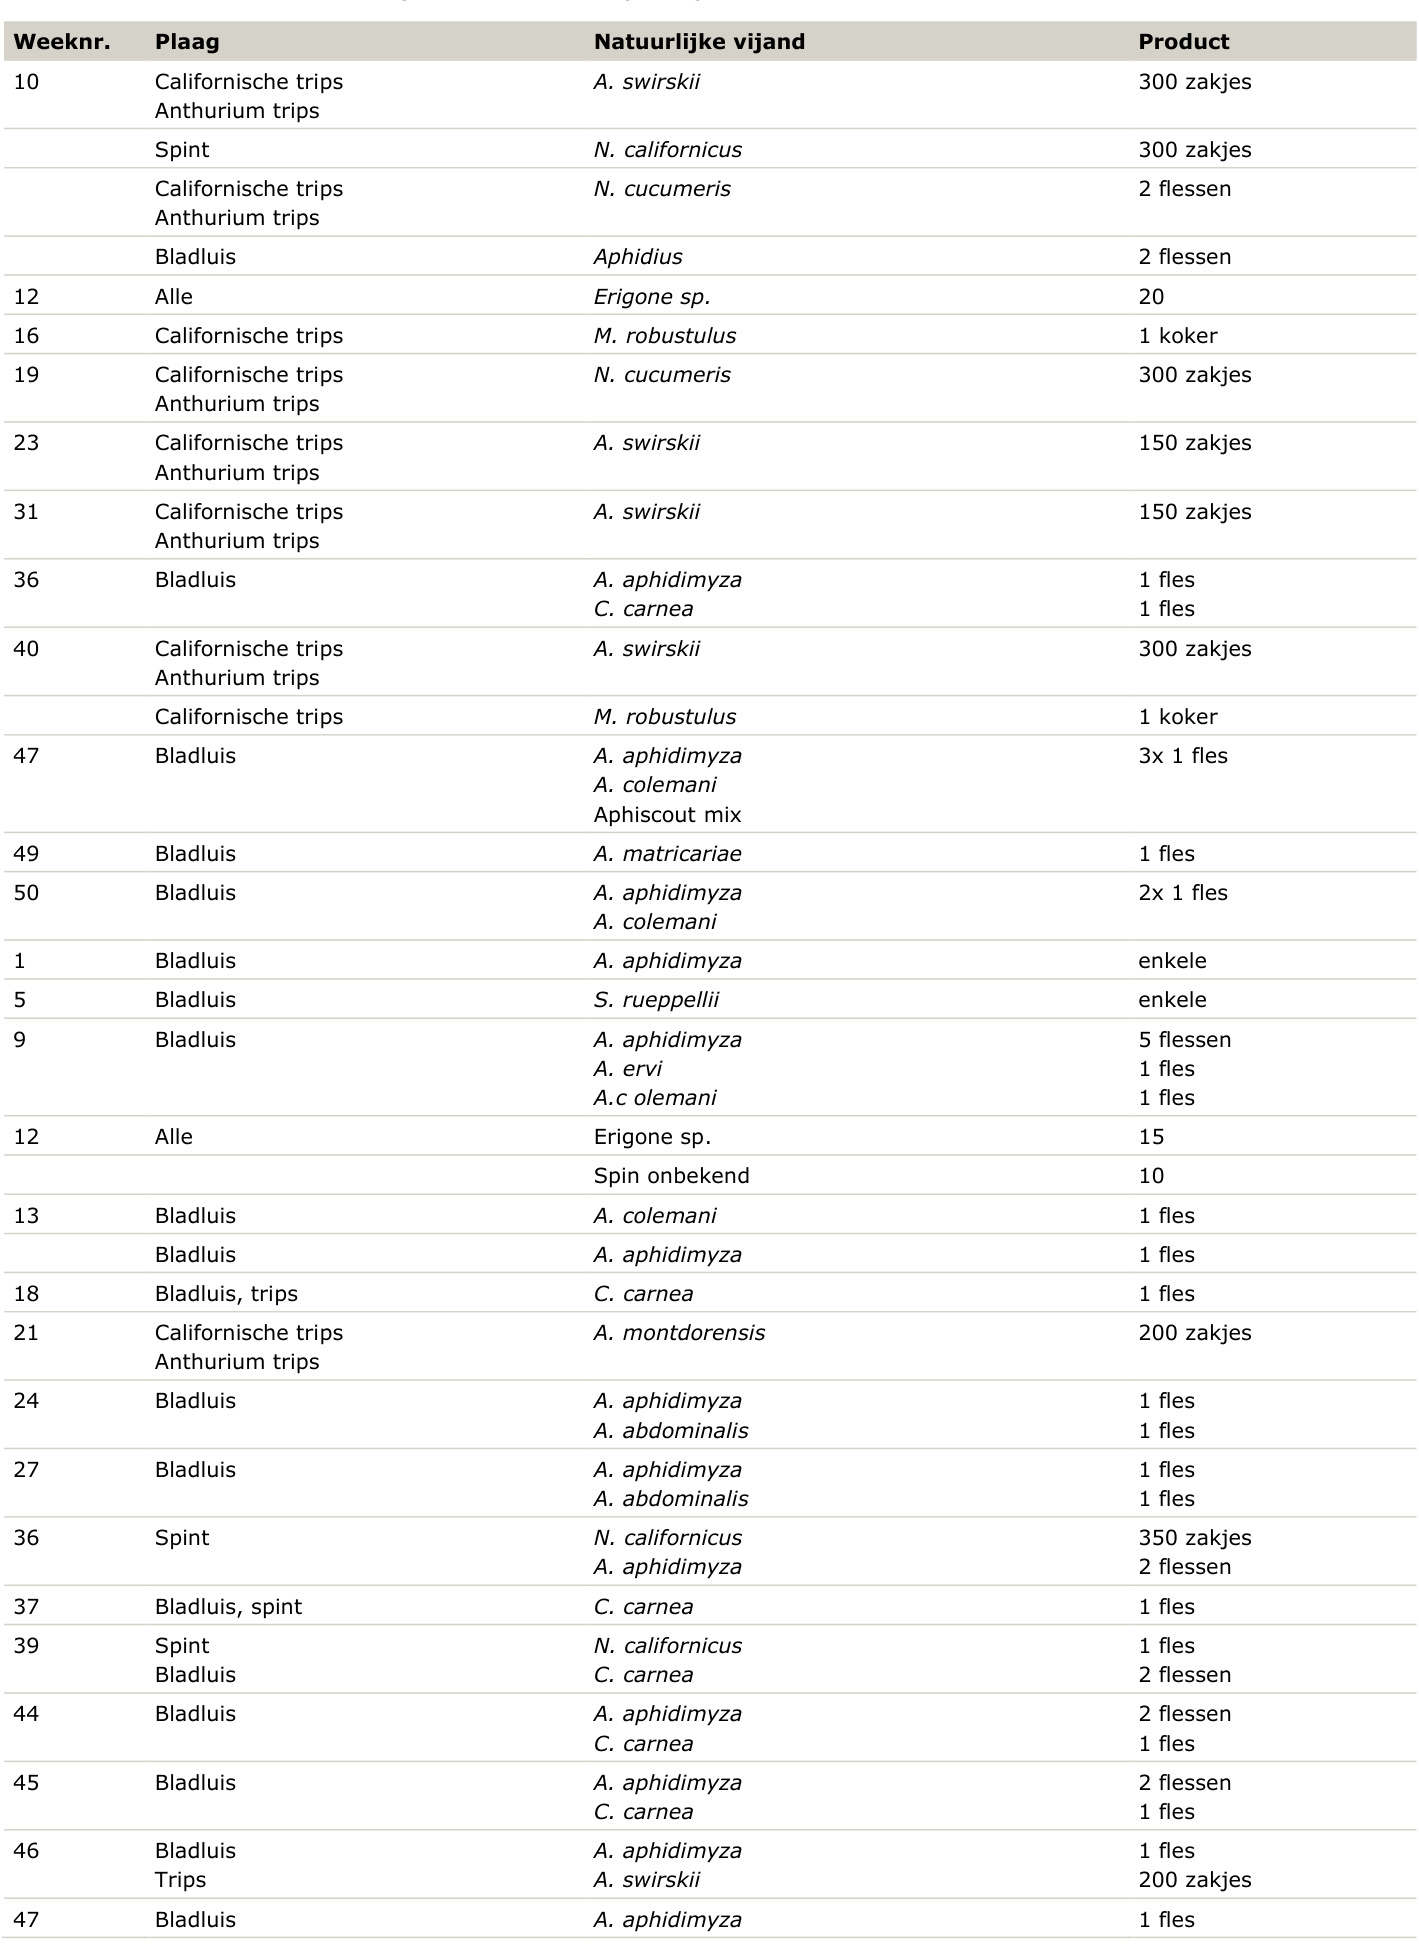 Weeknr. Plaag Natuurlijke vijand Product
10 Californische trips A. swirskii 300 zakjes
Anthurium trips
Spint N. californicus 300 zakjes
Californische trips N. cucumeris 2 flessen
Anthurium trips
Bladluis Aphidius 2 flessen
12 Alle Erigone sp. 20
16 Californische trips M. robustulus 1 koker
19 Californische trips N. cucumeris 300 zakjes
Anthurium trips
23 Californische trips A. swirskii 150 zakjes
Anthurium trips
31 Californische trips A. swirskii 150 zakjes
Anthurium trips
36 Bladluis A. aphidimyza 1 fles
C. carnea 1 fles
40 Californische trips A. swirskii 300 zakjes
Anthurium trips
Californische trips M. robustulus 1 koker
47 Bladluis A. aphidimyza 3x 1 fles
A. colemani
Aphiscout mix
49 Bladluis A. matricariae 1 fles
50 Bladluis A. aphidimyza 2x 1 fles
A. colemani
1 Bladluis A. aphidimyza enkele
5 Bladluis S. rueppellii enkele
9 Bladluis A. aphidimyza 5 flessen
A. ervi 1 fles
A.c olemani 1 fles
12 Alle Erigone sp. 15
Spin onbekend 10
13 Bladluis A. colemani 1 fles
Bladluis A. aphidimyza 1 fles
18 Bladluis, trips C. carnea 1 fles
21 Californische trips A. montdorensis 200 zakjes
Anthurium trips
24 Bladluis A. aphidimyza 1 fles
A. abdominalis 1 fles
27 Bladluis A. aphidimyza 1 fles
A. abdominalis 1 fles
36 Spint N. californicus 350 zakjes
A. aphidimyza 2 flessen
37 Bladluis, spint C. carnea 1 fles
39 Spint N. californicus 1 fles
Bladluis C. carnea 2 flessen
44 Bladluis A. aphidimyza 2 flessen
C. carnea 1 fles
45 Bladluis A. aphidimyza 2 flessen
C. carnea 1 fles
46 Bladluis A. aphidimyza 1 fles
Trips A. swirskii 200 zakjes
47 Bladluis A. aphidimyza 1 fles